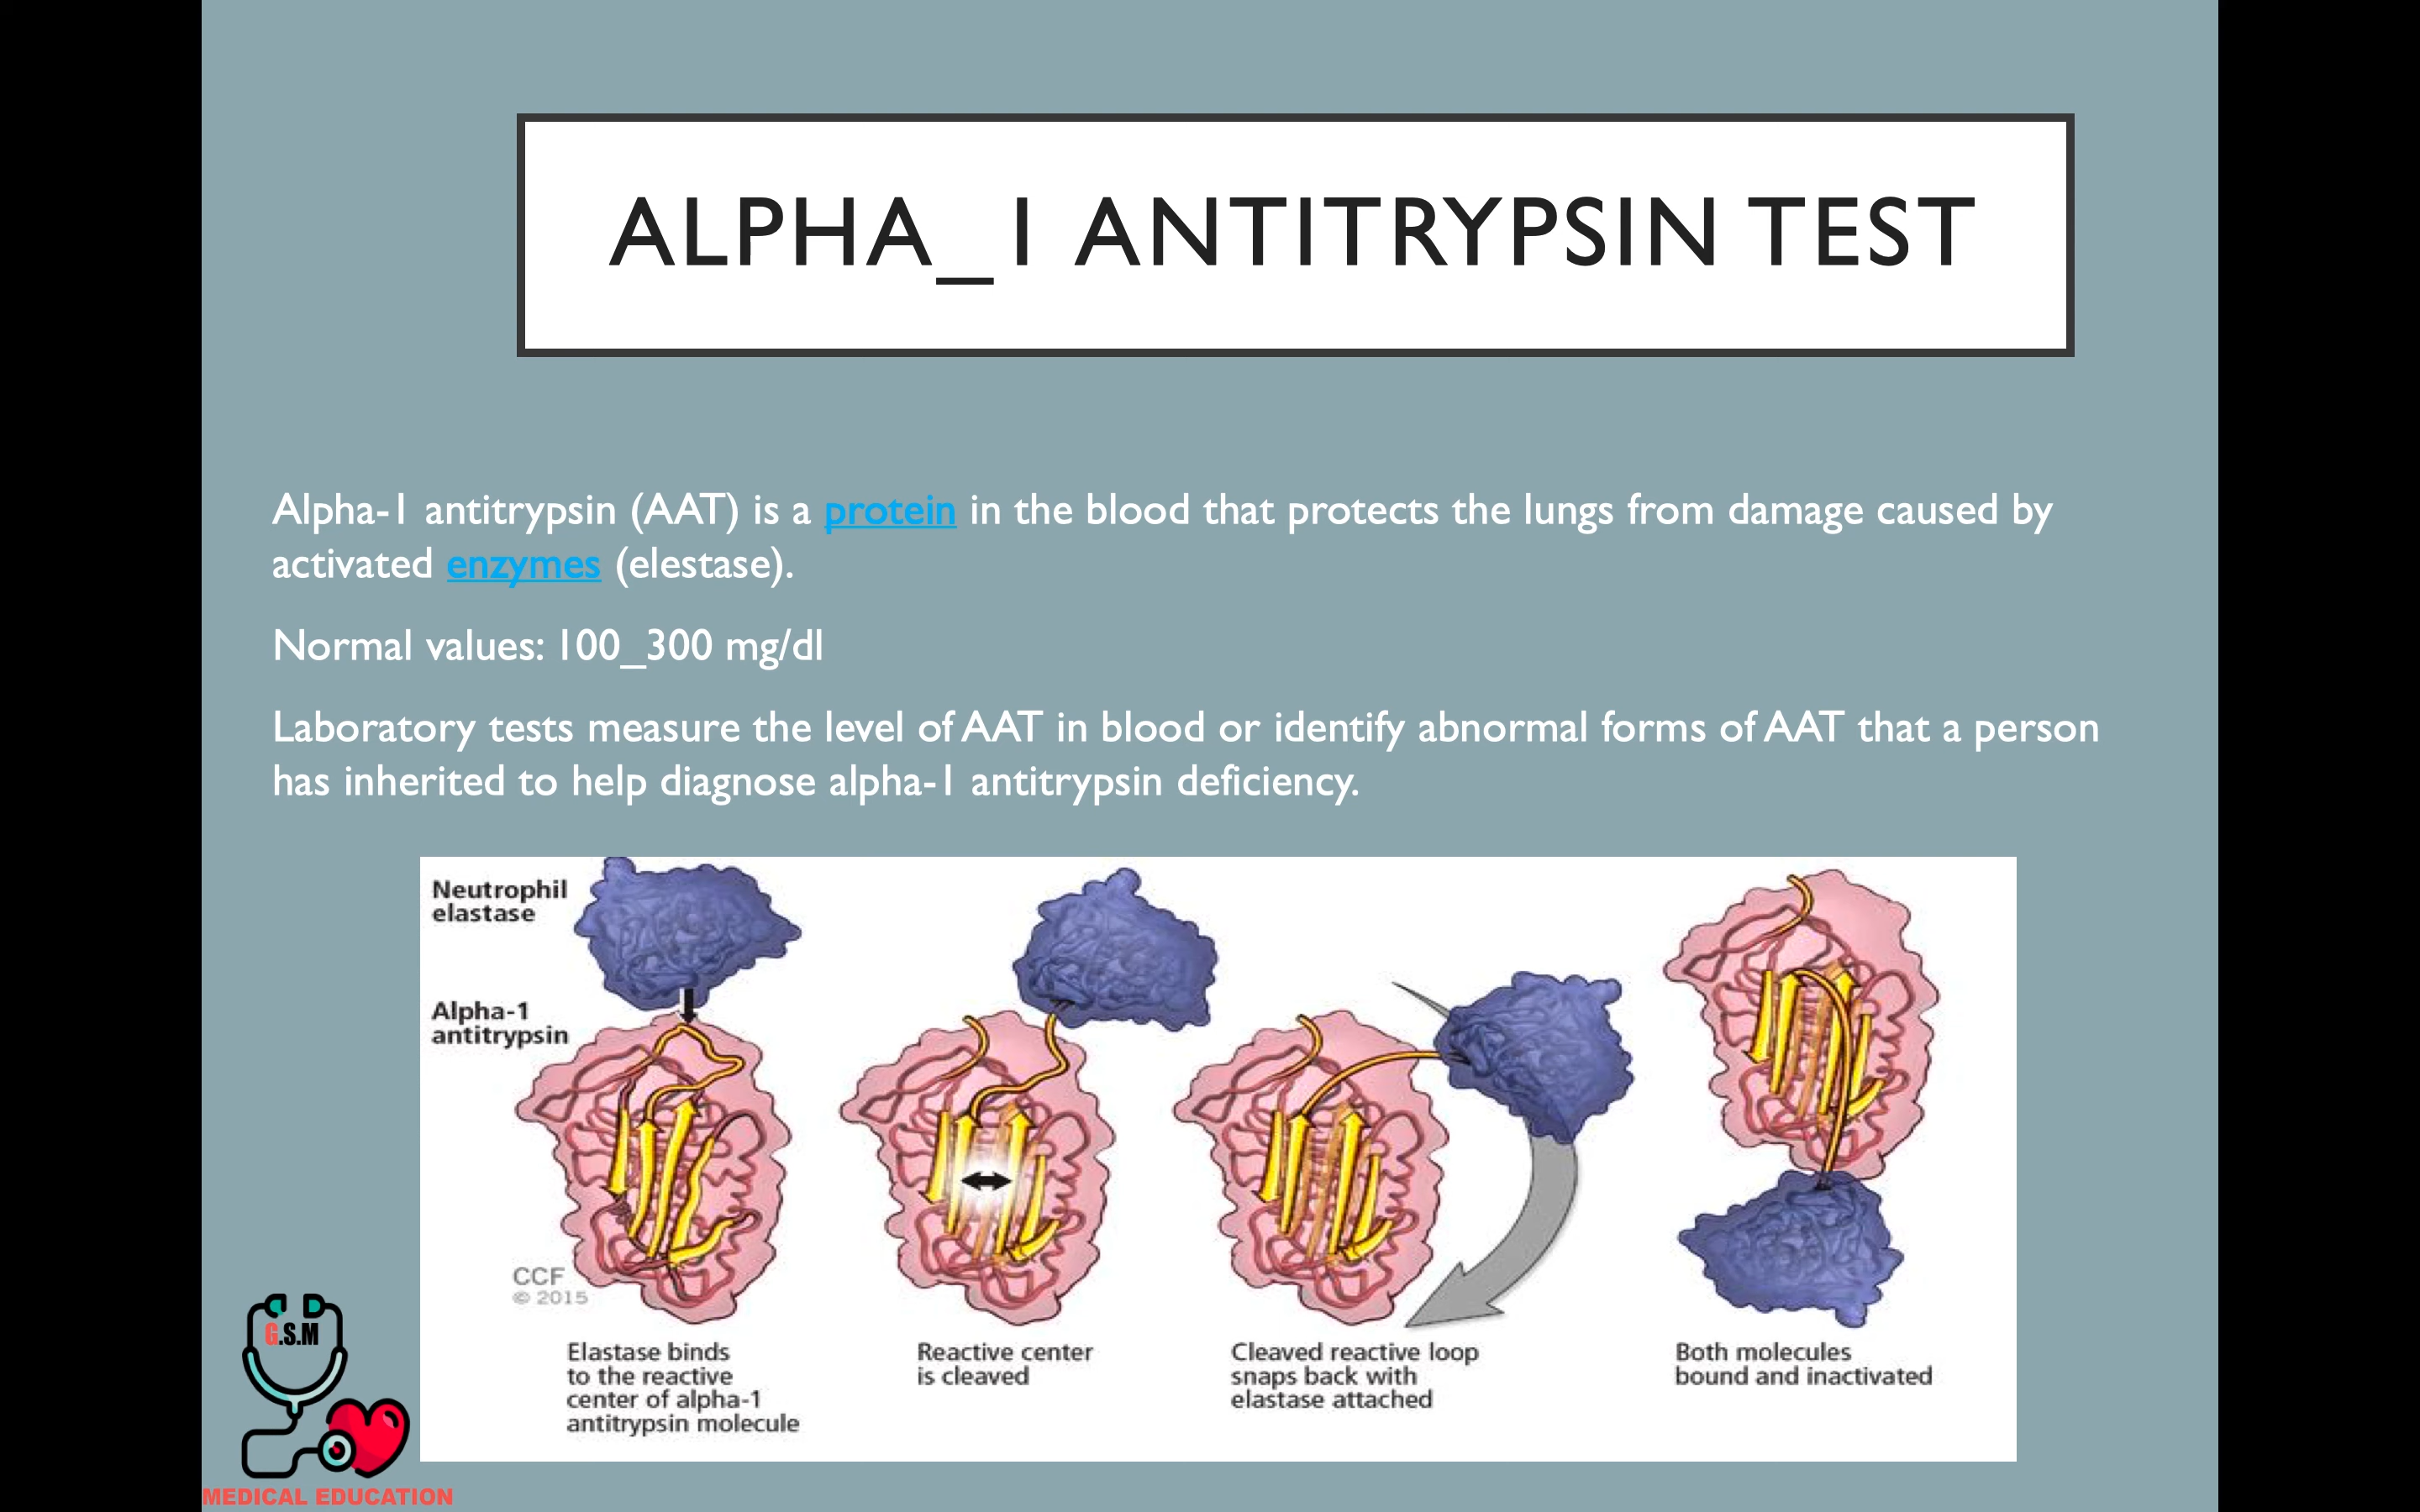 ALPHA_1 ANTITRYPSIN TEST
Alpha-1 antitrypsin (AAT) is a protein in the blood that protects the lungs from damage caused by
activated enzymes (elestase).
Normal values: 100_300 mg/dl
Laboratory tests measure the level of AAT in blood or identify abnormal forms of AAT that a person
has inherited to help diagnose alpha-1 antitrypsin deficiency.
Neutrophil
elastase
Alpha-1
antitrypsin
CCF
© 2015
Elastase binds
to the reactive
center of alpha-1
antitrypsin molecule
Reactive center
is cleaved
Cleaved reactive loop
snaps back with
elastase attached
Both molecules
bound and inactivated
G.S.M
MEDICAL EDUCATION